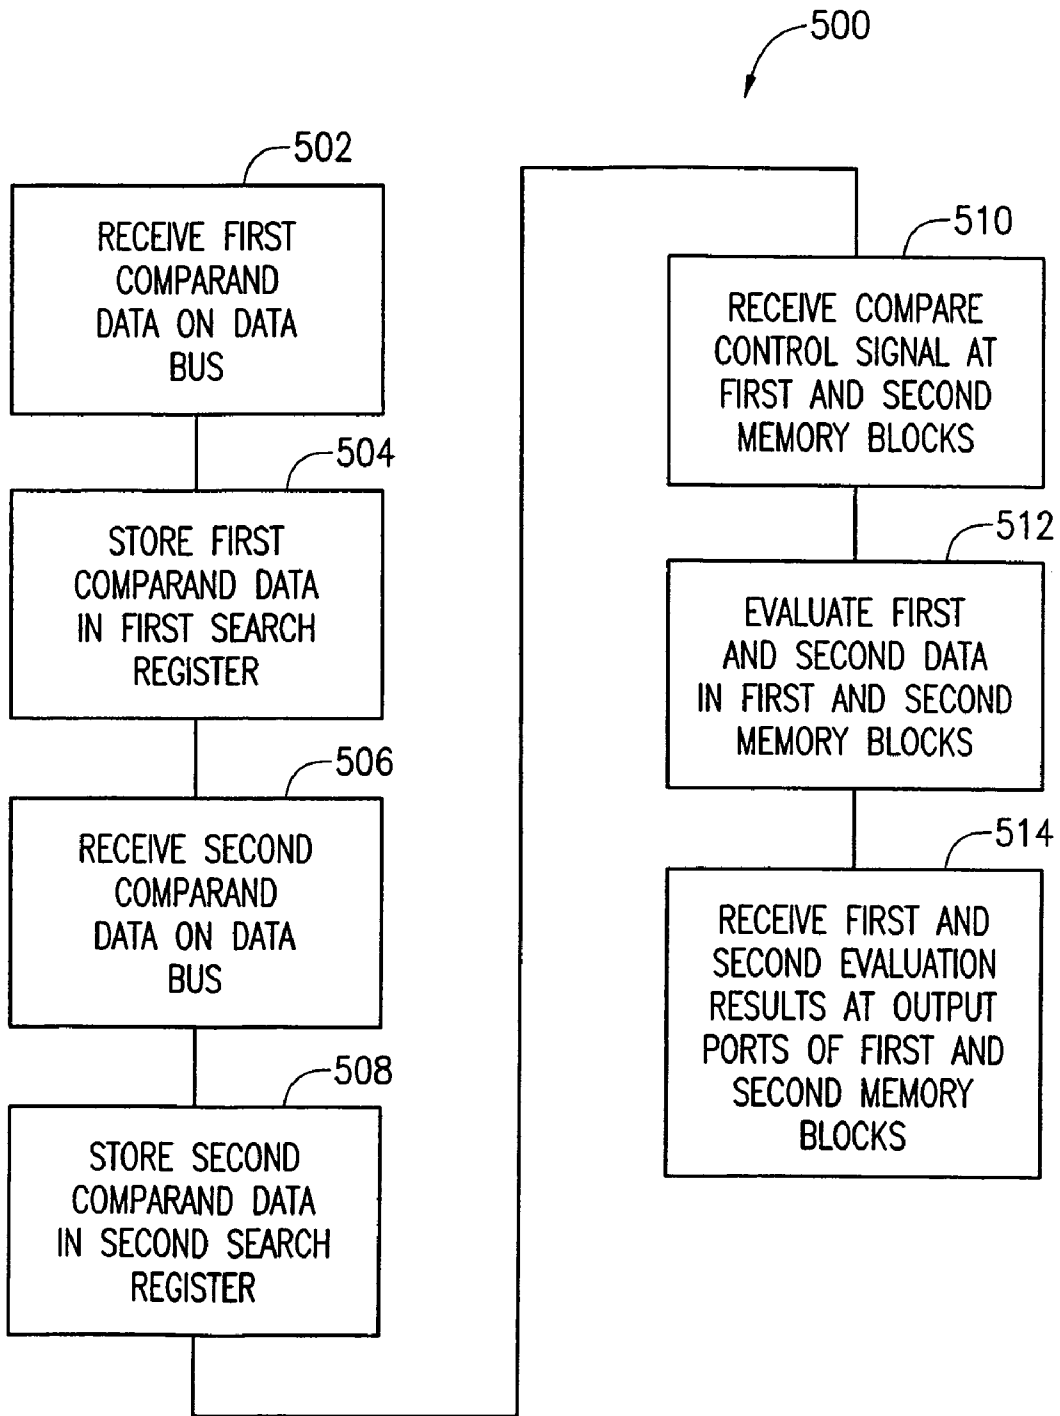 500
502
RECEIVE FIRST
COMPARAND
DATA ON DATA
BUS
504
STORE FIRST
COMPARAND DATA
IN FIRST SEARCH
REGISTER
506
RECEIVE SECOND
COMPARAND
DATA ON DATA
BUS
508
STORE SECOND
COMPARAND DATA
IN SECOND SEARCH
REGISTER
510
RECEIVE COMPARE
CONTROL SIGNAL AT
FIRST AND SECOND
MEMORY BLOCKS
512
EVALUATE FIRST
AND SECOND DATA
IN FIRST AND SECOND
MEMORY BLOCKS
514
RECEIVE FIRST AND
SECOND EVALUATION
RESULTS AT OUTPUT
PORTS OF FIRST AND
SECOND MEMORY
BLOCKS